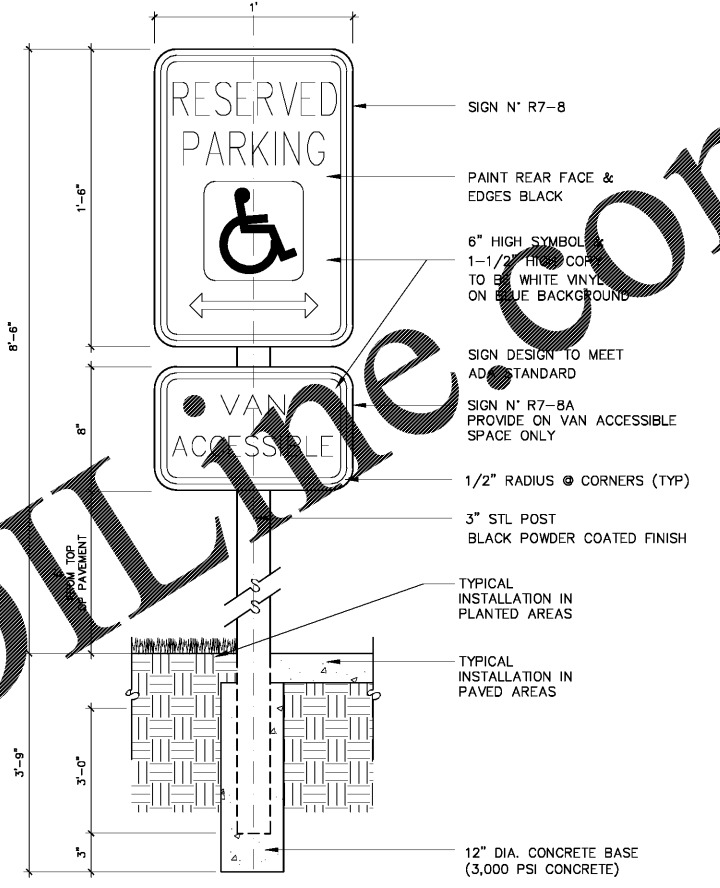 1'
RESERVED
PARKING
VAN
ACCESSIBLE
1'-6"
8'-6"
8"
FROM TOP
OF PAVEMENT
3'-9"
3'-0"
3"
SIGN N° R7-8
PAINT REAR FACE &
EDGES BLACK
6" HIGH SYMBOL &
1-1/2" HIGH COPY
TO BE WHITE VINYL
ON BLUE BACKGROUND
SIGN DESIGN TO MEET
ADA STANDARD
SIGN N° R7-8A
PROVIDE ON VAN ACCESSIBLE
SPACE ONLY
1/2" RADIUS @ CORNERS (TYP)
3" STL POST
BLACK POWDER COATED FINISH
TYPICAL
INSTALLATION IN
PLANTED AREAS
TYPICAL
INSTALLATION IN
PAVED AREAS
12" DIA. CONCRETE BASE
(3,000 PSI CONCRETE)